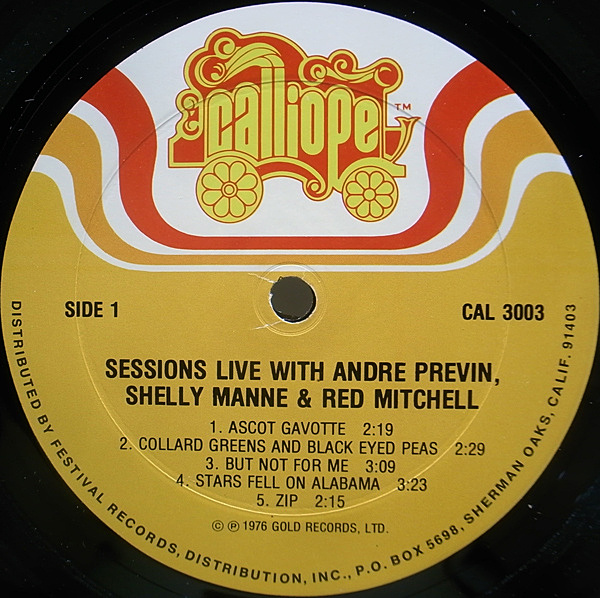 calliope™
SIDE 1
CAL 3003
SESSIONS LIVE WITH ANDRE PREVIN,
SHELLY MANNE & RED MITCHELL
1. ASCOT GAVOTTE 2:19
2. COLLARD GREENS AND BLACK EYED PEAS 2:29
3. BUT NOT FOR ME 3:09
4. STARS FELL ON ALABAMA 3:23
5. ZIP 2:15
© ℗ 1976 GOLD RECORDS, LTD.
DISTRIBUTED BY FESTIVAL RECORDS, DISTRIBUTION, INC., P.O. BOX 5698, SHERMAN OAKS, CALIF. 91403